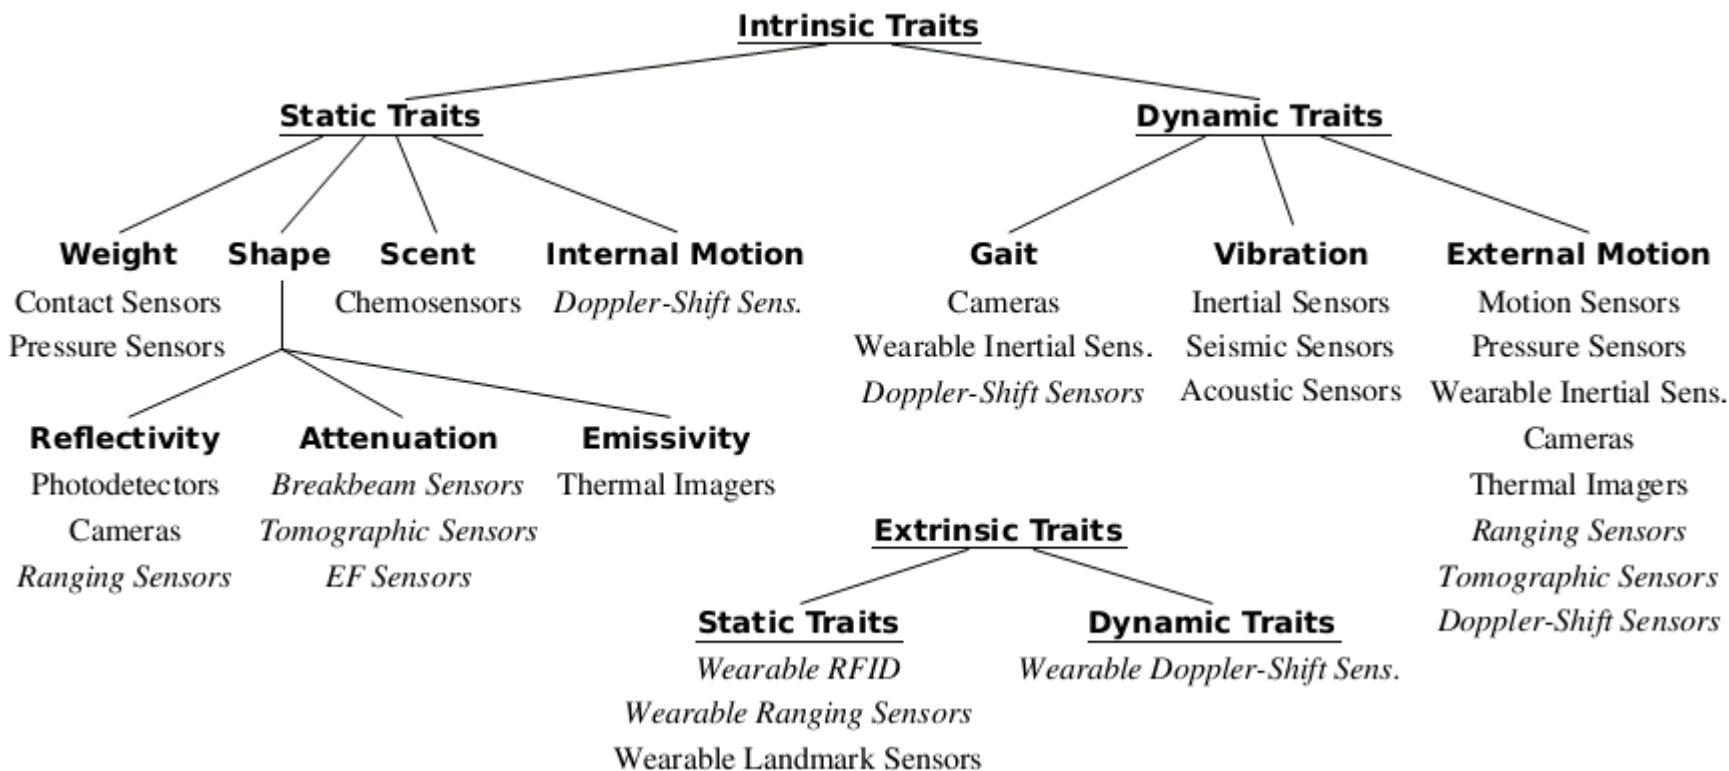 Intrinsic Traits
Static Traits
Dynamic Traits
Weight
Contact Sensors
Pressure Sensors
Shape
Scent
Chemosensors
Internal Motion
Doppler-Shift Sens.
Reflectivity
Photodetectors
Cameras
Ranging Sensors
Attenuation
Breakbeam Sensors
Tomographic Sensors
EF Sensors
Emissivity
Thermal Imagers
Gait
Cameras
Wearable Inertial Sens.
Doppler-Shift Sensors
Vibration
Inertial Sensors
Seismic Sensors
Acoustic Sensors
External Motion
Motion Sensors
Pressure Sensors
Wearable Inertial Sens.
Cameras
Thermal Imagers
Ranging Sensors
Tomographic Sensors
Doppler-Shift Sensors
Extrinsic Traits
Static Traits
Wearable RFID
Wearable Ranging Sensors
Wearable Landmark Sensors
Dynamic Traits
Wearable Doppler-Shift Sens.